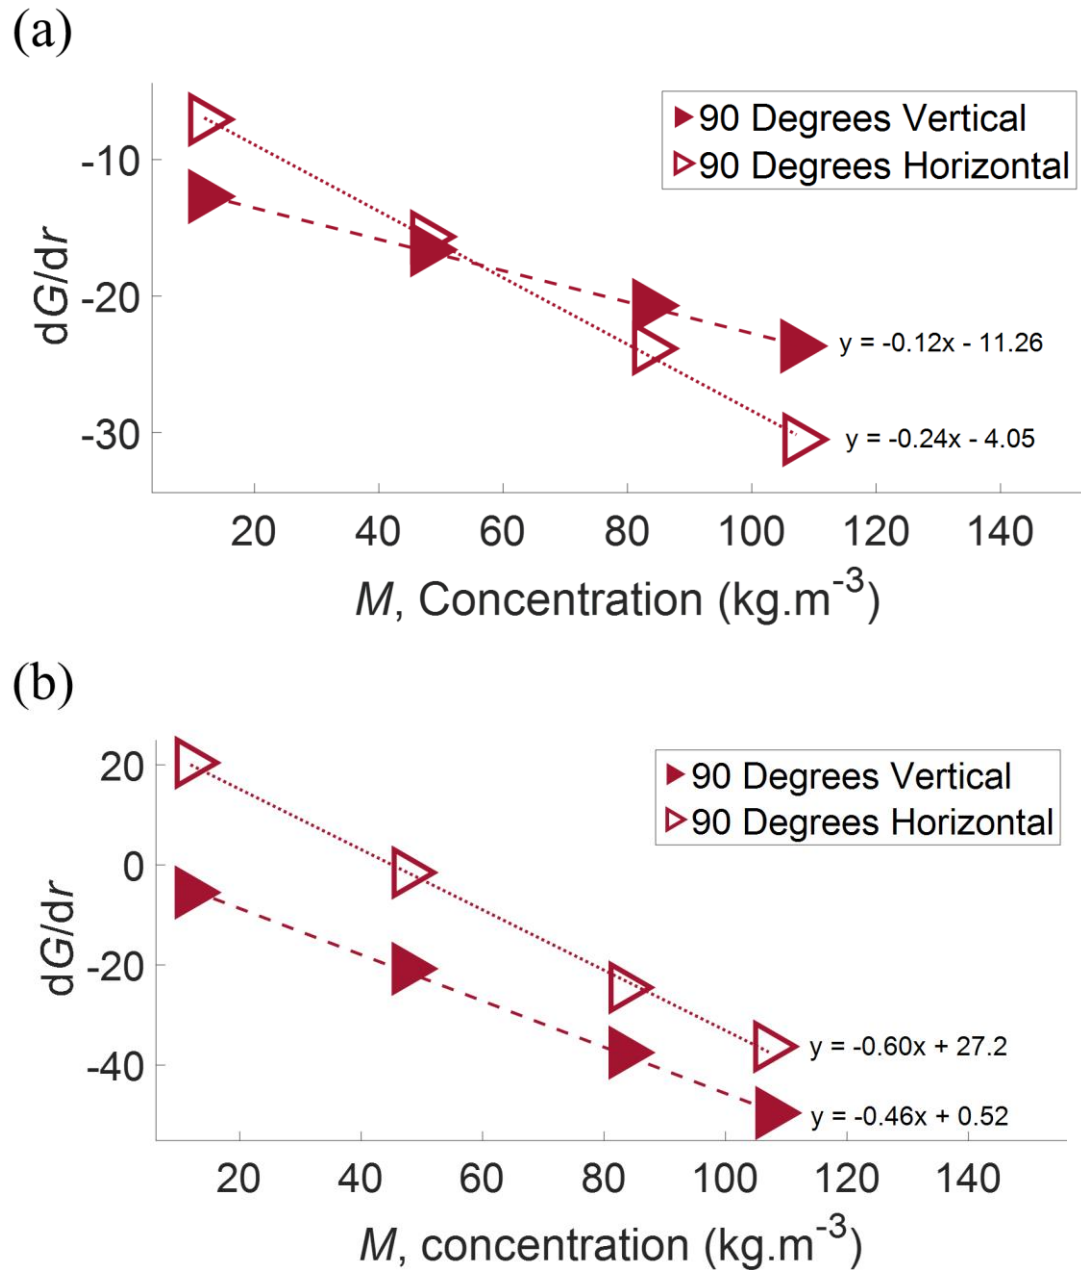 (a)
90 Degrees Vertical
90 Degrees Horizontal
-10
-20
-30
dG/dr
y = -0.12x - 11.26
y = -0.24x - 4.05
20 40 60 80 100 120 140
M, Concentration (kg.m-3)
(b)
90 Degrees Vertical
90 Degrees Horizontal
20
0
-20
-40
dG/dr
y = -0.60x + 27.2
y = -0.46x + 0.52
20 40 60 80 100 120 140
M, concentration (kg.m-3)